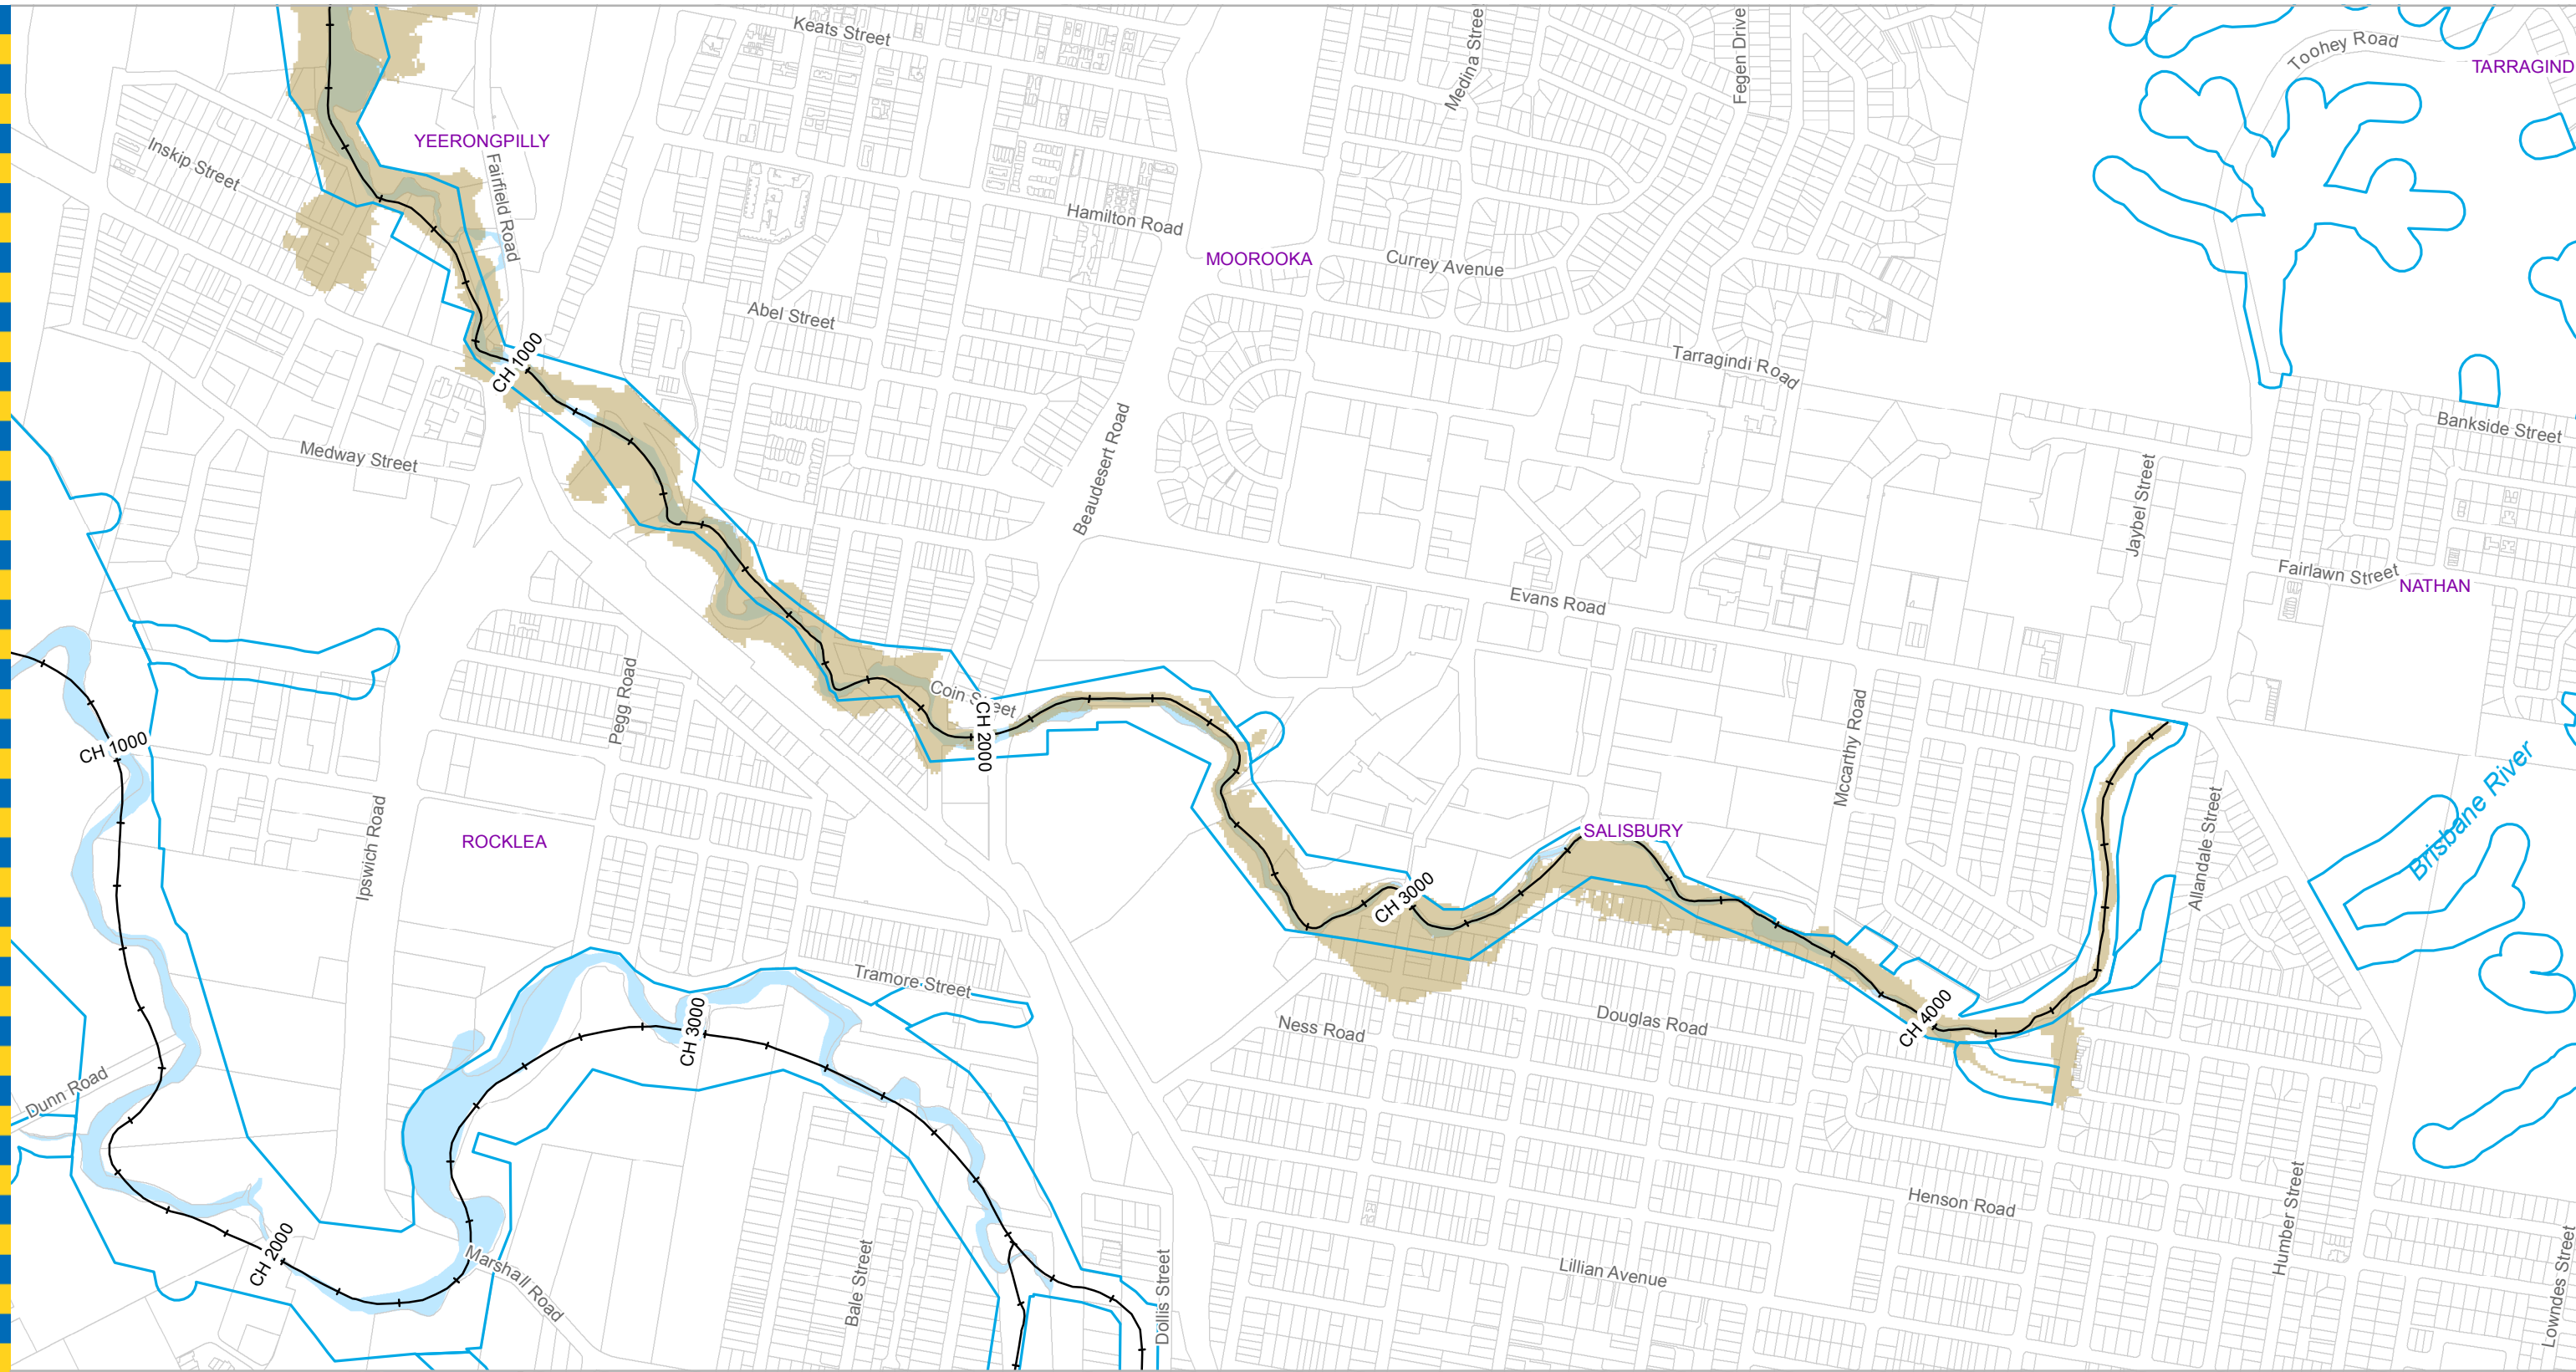 Keats Street
Medina Street
Fegen Drive
Toohey Road
TARRAGIND
YEERONGPILLY
Inskip Street
Fairfield Road
Hamilton Road
MOOROOKA
Currey Avenue
Abel Street
CH 1000
Tarragindi Road
Bankside Street
Medway Street
Beaudesert Road
Jaybel Street
Fairlawn Street
NATHAN
Evans Road
Pegg Road
Coin Street
CH 2000
CH 1000
Mccarthy Road
Brisbane River
ROCKLEA
Ipswich Road
SALISBURY
Allandale Street
CH 3000
Tramore Street
CH 3000
Ness Road
Douglas Road
CH 4000
Dunn Road
Henson Road
Humber Street
CH 2000
Marshall Road
Bale Street
Dollis Street
Lillian Avenue
Lowndes Street